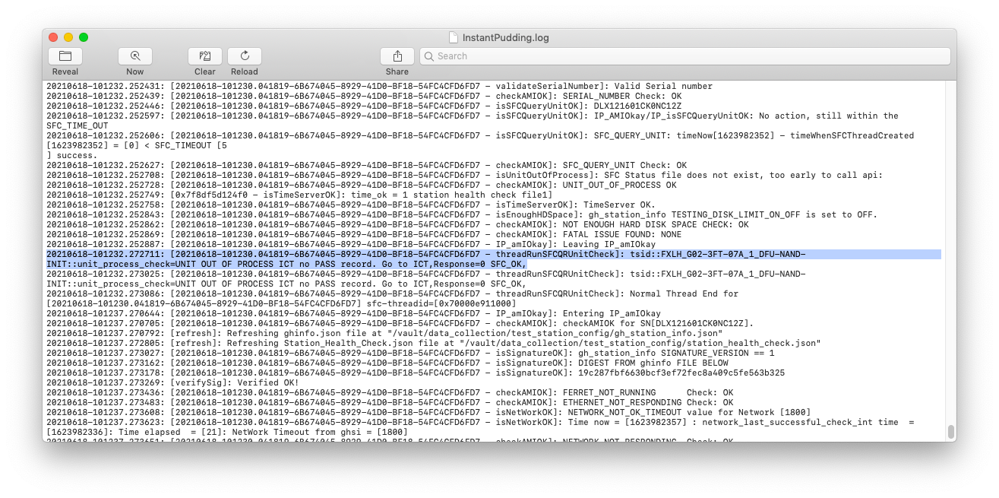 InstantPudding.log
Reveal
Now
Clear
Reload
Share
Search
20210618-101232.252431: [20210618-101230.041819-6B674045-8929-41D0-BF18-54FC4CFD6FD7 - validateSerialNumber]: Valid Serial number
20210618-101232.252439: [20210618-101230.041819-6B674045-8929-41D0-BF18-54FC4CFD6FD7 - checkAMIOK]: SERIAL_NUMBER Check: OK
20210618-101232.252446: [20210618-101230.041819-6B674045-8929-41D0-BF18-54FC4CFD6FD7 - isSFCQueryUnitOK]: DLX121601CK0NC12Z
20210618-101232.252597: [20210618-101230.041819-6B674045-8929-41D0-BF18-54FC4CFD6FD7 - isSFCQueryUnitOK]: IP_AMIOkay/IP_isSFCQueryUnitOK: No action, still within the
SFC_TIME_OUT
20210618-101232.252606: [20210618-101230.041819-6B674045-8929-41D0-BF18-54FC4CFD6FD7 - isSFCQueryUnitOK]: SFC_QUERY_UNIT: timeNow[1623982352] - timeWhenSFCThreadCreated
[1623982352] = [0] < SFC_TIMEOUT [5
] success.
20210618-101232.252627: [20210618-101230.041819-6B674045-8929-41D0-BF18-54FC4CFD6FD7 - checkAMIOK]: SFC_QUERY_UNIT Check: OK
20210618-101232.252708: [20210618-101230.041819-6B674045-8929-41D0-BF18-54FC4CFD6FD7 - isUnitOutOfProcess]: SFC Status file does not exist, too early to call api:
20210618-101232.252728: [20210618-101230.041819-6B674045-8929-41D0-BF18-54FC4CFD6FD7 - checkAMIOK]: UNIT_OUT_OF_PROCESS OK
20210618-101232.252749: [0x7f8df5d124f0 - isTimeServerOK]: time_ok = 1 station health check file1]
20210618-101232.252758: [20210618-101230.041819-6B674045-8929-41D0-BF18-54FC4CFD6FD7 - isTimeServerOK]: TimeServer OK.
20210618-101232.252843: [20210618-101230.041819-6B674045-8929-41D0-BF18-54FC4CFD6FD7 - isEnoughHDSpace]: gh_station_info TESTING_DISK_LIMIT_ON_OFF is set to OFF.
20210618-101232.252862: [20210618-101230.041819-6B674045-8929-41D0-BF18-54FC4CFD6FD7 - checkAMIOK]: NOT ENOUGH HARD DISK SPACE CHECK: OK
20210618-101232.252869: [20210618-101230.041819-6B674045-8929-41D0-BF18-54FC4CFD6FD7 - checkAMIOK]: FATAL ISSUE FOUND: NONE
20210618-101232.252887: [20210618-101230.041819-6B674045-8929-41D0-BF18-54FC4CFD6FD7 - IP_amiOkay]: Leaving IP_amIOkay
20210618-101232.272711: [20210618-101230.041819-6B674045-8929-41D0-BF18-54FC4CFD6FD7 - threadRunSFCQRUnitCheck]: tsid::FXLH_G02-3FT-07A_1_DFU-NAND-
INIT::unit_process_check=UNIT OUT OF PROCESS ICT no PASS record. Go to ICT,Response=0 SFC_OK,
20210618-101232.273025: [20210618-101230.041819-6B674045-8929-41D0-BF18-54FC4CFD6FD7 - threadRunSFCQRUnitCheck]: tsid::FXLH_G02-3FT-07A_1_DFU-NAND-
INIT::unit_process_check=UNIT OUT OF PROCESS ICT no PASS record. Go to ICT,Response=0 SFC_OK,
20210618-101232.273086: [20210618-101230.041819-6B674045-8929-41D0-BF18-54FC4CFD6FD7 - threadRunSFCQRUnitCheck]: Normal Thread End for
[20210618-101230.041819-6B674045-8929-41D0-BF18-54FC4CFD6FD7] sfc-threadid=[0x70000e911000]
20210618-101237.270644: [20210618-101230.041819-6B674045-8929-41D0-BF18-54FC4CFD6FD7 - IP_amIOkay]: Entering IP_amIOkay
20210618-101237.270705: [20210618-101230.041819-6B674045-8929-41D0-BF18-54FC4CFD6FD7 - checkAMIOK]: checkAMIOK for SN[DLX121601CK0NC12Z].
20210618-101237.270792: [refresh]: Refreshing ghinfo.json file at "/vault/data_collection/test_station_config/gh_station_info.json"
20210618-101237.272805: [refresh]: Refreshing Station_Health_Check.json file at "/vault/data_collection/test_station_config/station_health_check.json"
20210618-101237.273027: [20210618-101230.041819-6B674045-8929-41D0-BF18-54FC4CFD6FD7 - isSignatureOK]: gh_station_info SIGNATURE_VERSION == 1
20210618-101237.273162: [20210618-101230.041819-6B674045-8929-41D0-BF18-54FC4CFD6FD7 - isSignatureOK]: DIGEST FROM ghinfo FILE BELOW
20210618-101237.273178: [20210618-101230.041819-6B674045-8929-41D0-BF18-54FC4CFD6FD7 - isSignatureOK]: 19c287fbf6630bcf3ef72fec8a409c5fe563b325
20210618-101237.273269: [verifySig]: Verified OK!
20210618-101237.273436: [20210618-101230.041819-6B674045-8929-41D0-BF18-54FC4CFD6FD7 - checkAMIOK]: FERRET_NOT_RUNNING Check: OK
20210618-101237.273483: [20210618-101230.041819-6B674045-8929-41D0-BF18-54FC4CFD6FD7 - checkAMIOK]: ETHERNET_NOT_RESPONDING Check: OK
20210618-101237.273608: [20210618-101230.041819-6B674045-8929-41D0-BF18-54FC4CFD6FD7 - isNetWorkOK]: NETWORK_NOT_OK_TIMEOUT value for Network [1800]
20210618-101237.273623: [20210618-101230.041819-6B674045-8929-41D0-BF18-54FC4CFD6FD7 - isNetWorkOK]: Time now = [1623982357] : network_last_successful_check_int time =
[1623982336]: Time elapsed = [21]: NetWork Timeout from ghsi = [1800]
20210618-101237.273651: [20210618-101230.041819-6B674045-8929-41D0-BF18-54FC4CFD6FD7 - checkAMIOK]: NETWORK_NOT_RESPONDING Check: OK